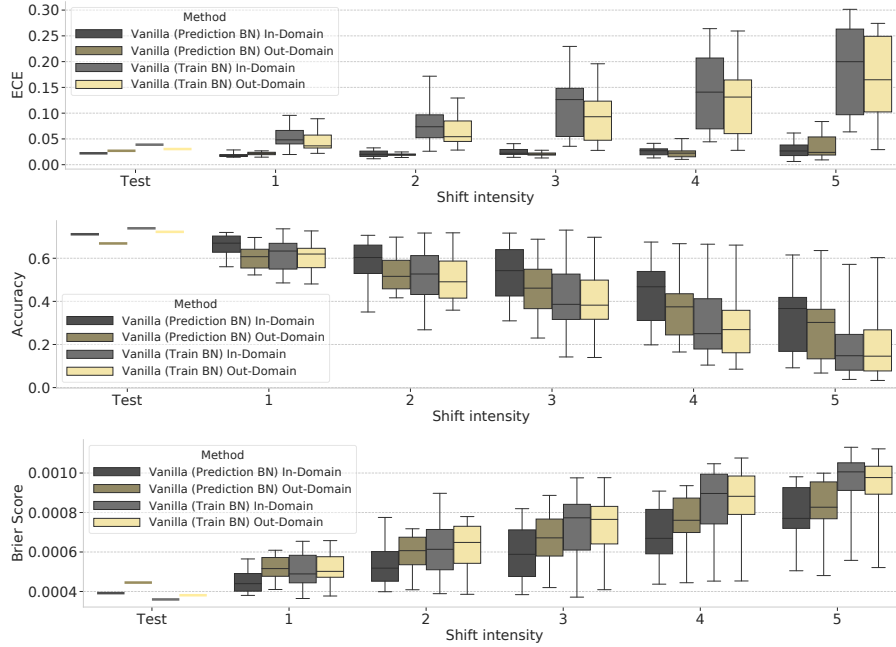 0.30
0.25
0.20
0.15
0.10
0.05
0.00
ECE
Method
Vanilla (Prediction BN) In-Domain
Vanilla (Prediction BN) Out-Domain
Vanilla (Train BN) In-Domain
Vanilla (Train BN) Out-Domain
Test 1 2 3 4 5
Shift intensity
0.6
0.4
0.2
0.0
Accuracy
Method
Vanilla (Prediction BN) In-Domain
Vanilla (Prediction BN) Out-Domain
Vanilla (Train BN) In-Domain
Vanilla (Train BN) Out-Domain
Test 1 2 3 4 5
Shift intensity
0.0010
0.0008
0.0006
0.0004
Brier Score
Method
Vanilla (Prediction BN) In-Domain
Vanilla (Prediction BN) Out-Domain
Vanilla (Train BN) In-Domain
Vanilla (Train BN) Out-Domain
Test 1 2 3 4 5
Shift intensity